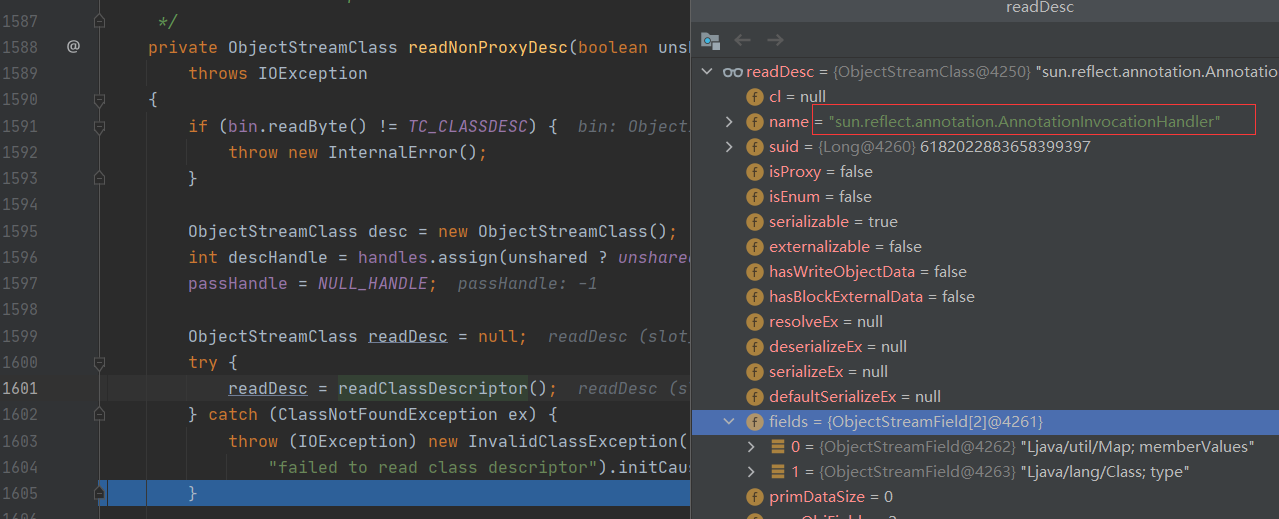 1587 */
1588 @ private ObjectStreamClass readNonProxyDesc(boolean
1589 throws IOException
1590 {
1591 if (bin.readByte() != TC_CLASSDESC) { bin:
1592 throw new InternalError();
1593 }
1594
1595 ObjectStreamClass desc = new ObjectStreamClass();
1596 int descHandle = handles.assign(unshared ?
1597 passHandle = NULL_HANDLE; passHandle: -1
1598
1599 ObjectStreamClass readDesc = null; readDesc
1600 try {
1601 readDesc = readClassDescriptor(); readDesc
1602 } catch (ClassNotFoundException ex) {
1603 throw (IOException) new InvalidClassException(
1604 "failed to read class descriptor").
1605 }
readDesc
readDesc = {ObjectStreamClass@4250} "sun.reflect.annotation.
f cl = null
f name = "sun.reflect.annotation.AnnotationInvocationHandler"
f suid = {Long@4260} 6182022883658399397
f isProxy = false
f isEnum = false
f serializable = true
f externalizable = false
f hasWriteObjectData = false
f hasBlockExternalData = false
f resolveEx = null
f deserializeEx = null
f serializeEx = null
f defaultSerializeEx = null
f fields = {ObjectStreamField[2]@4261}
0 = {ObjectStreamField@4262} "Ljava/util/Map; memberValues"
1 = {ObjectStreamField@4263} "Ljava/lang/Class; type"
f primDataSize = 0